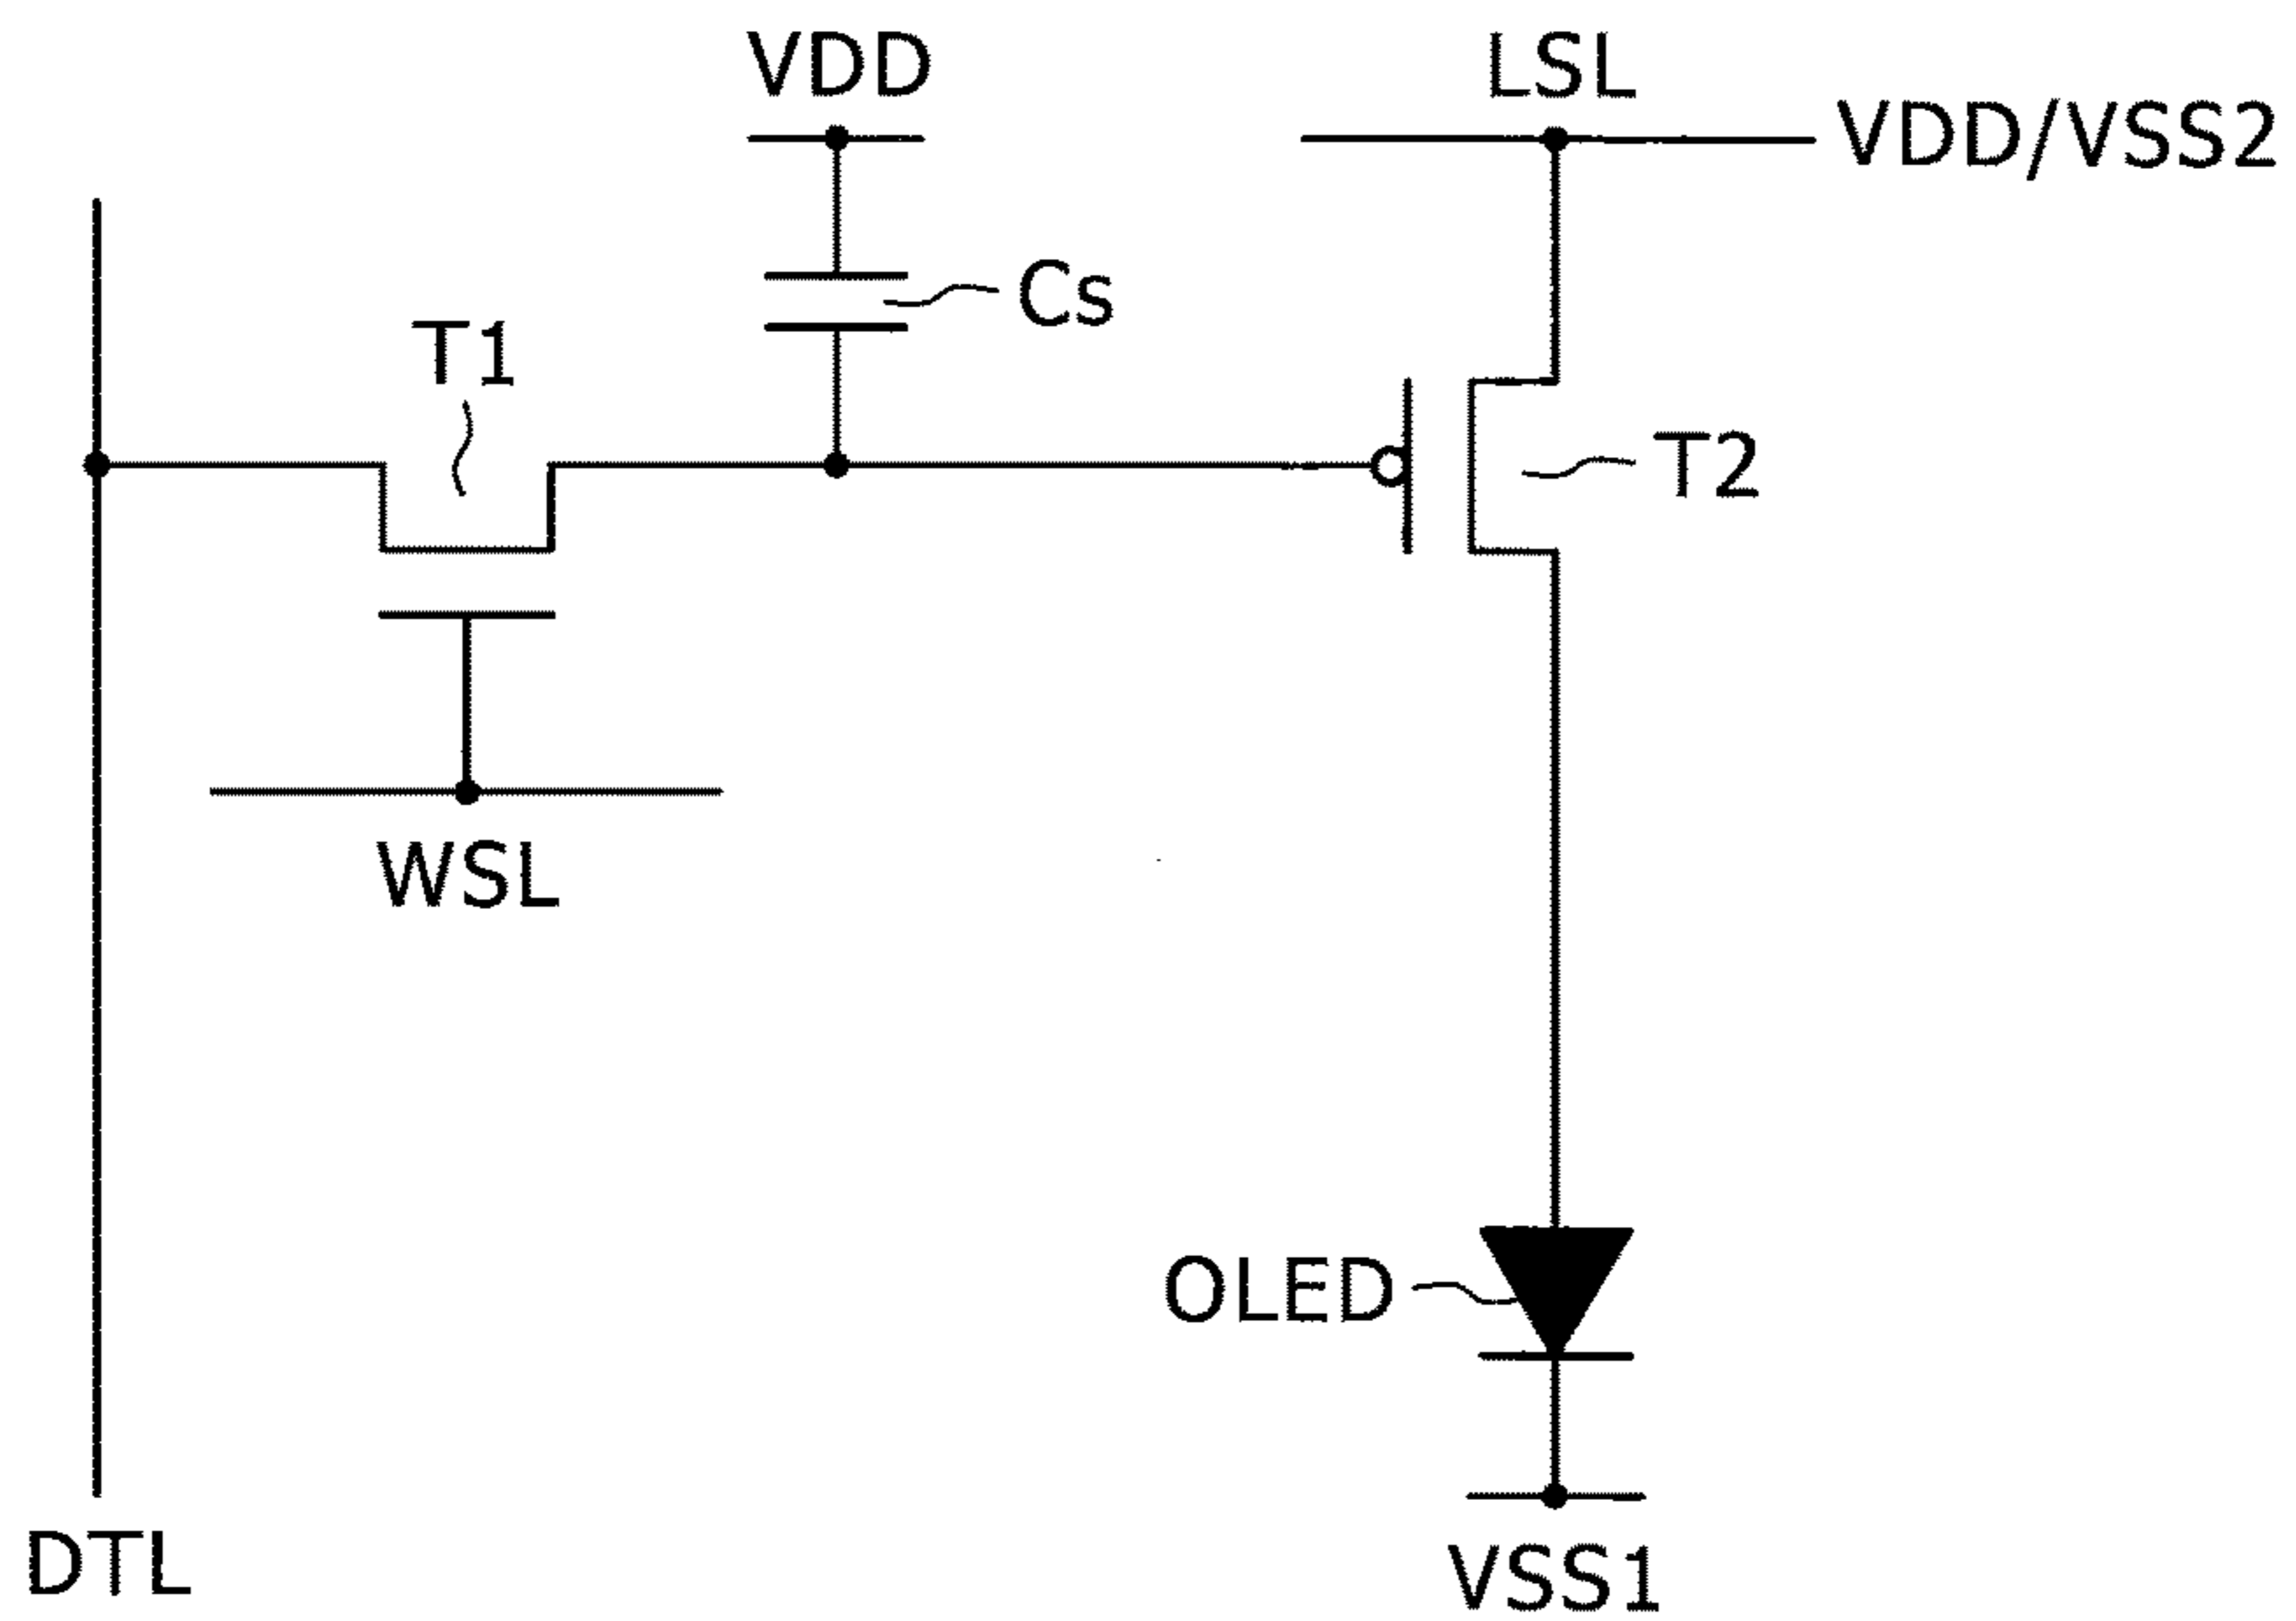 VDD
LSL
VDD/VSS2
Cs
T1
T2
WSL
OLED
DTL
VSS1